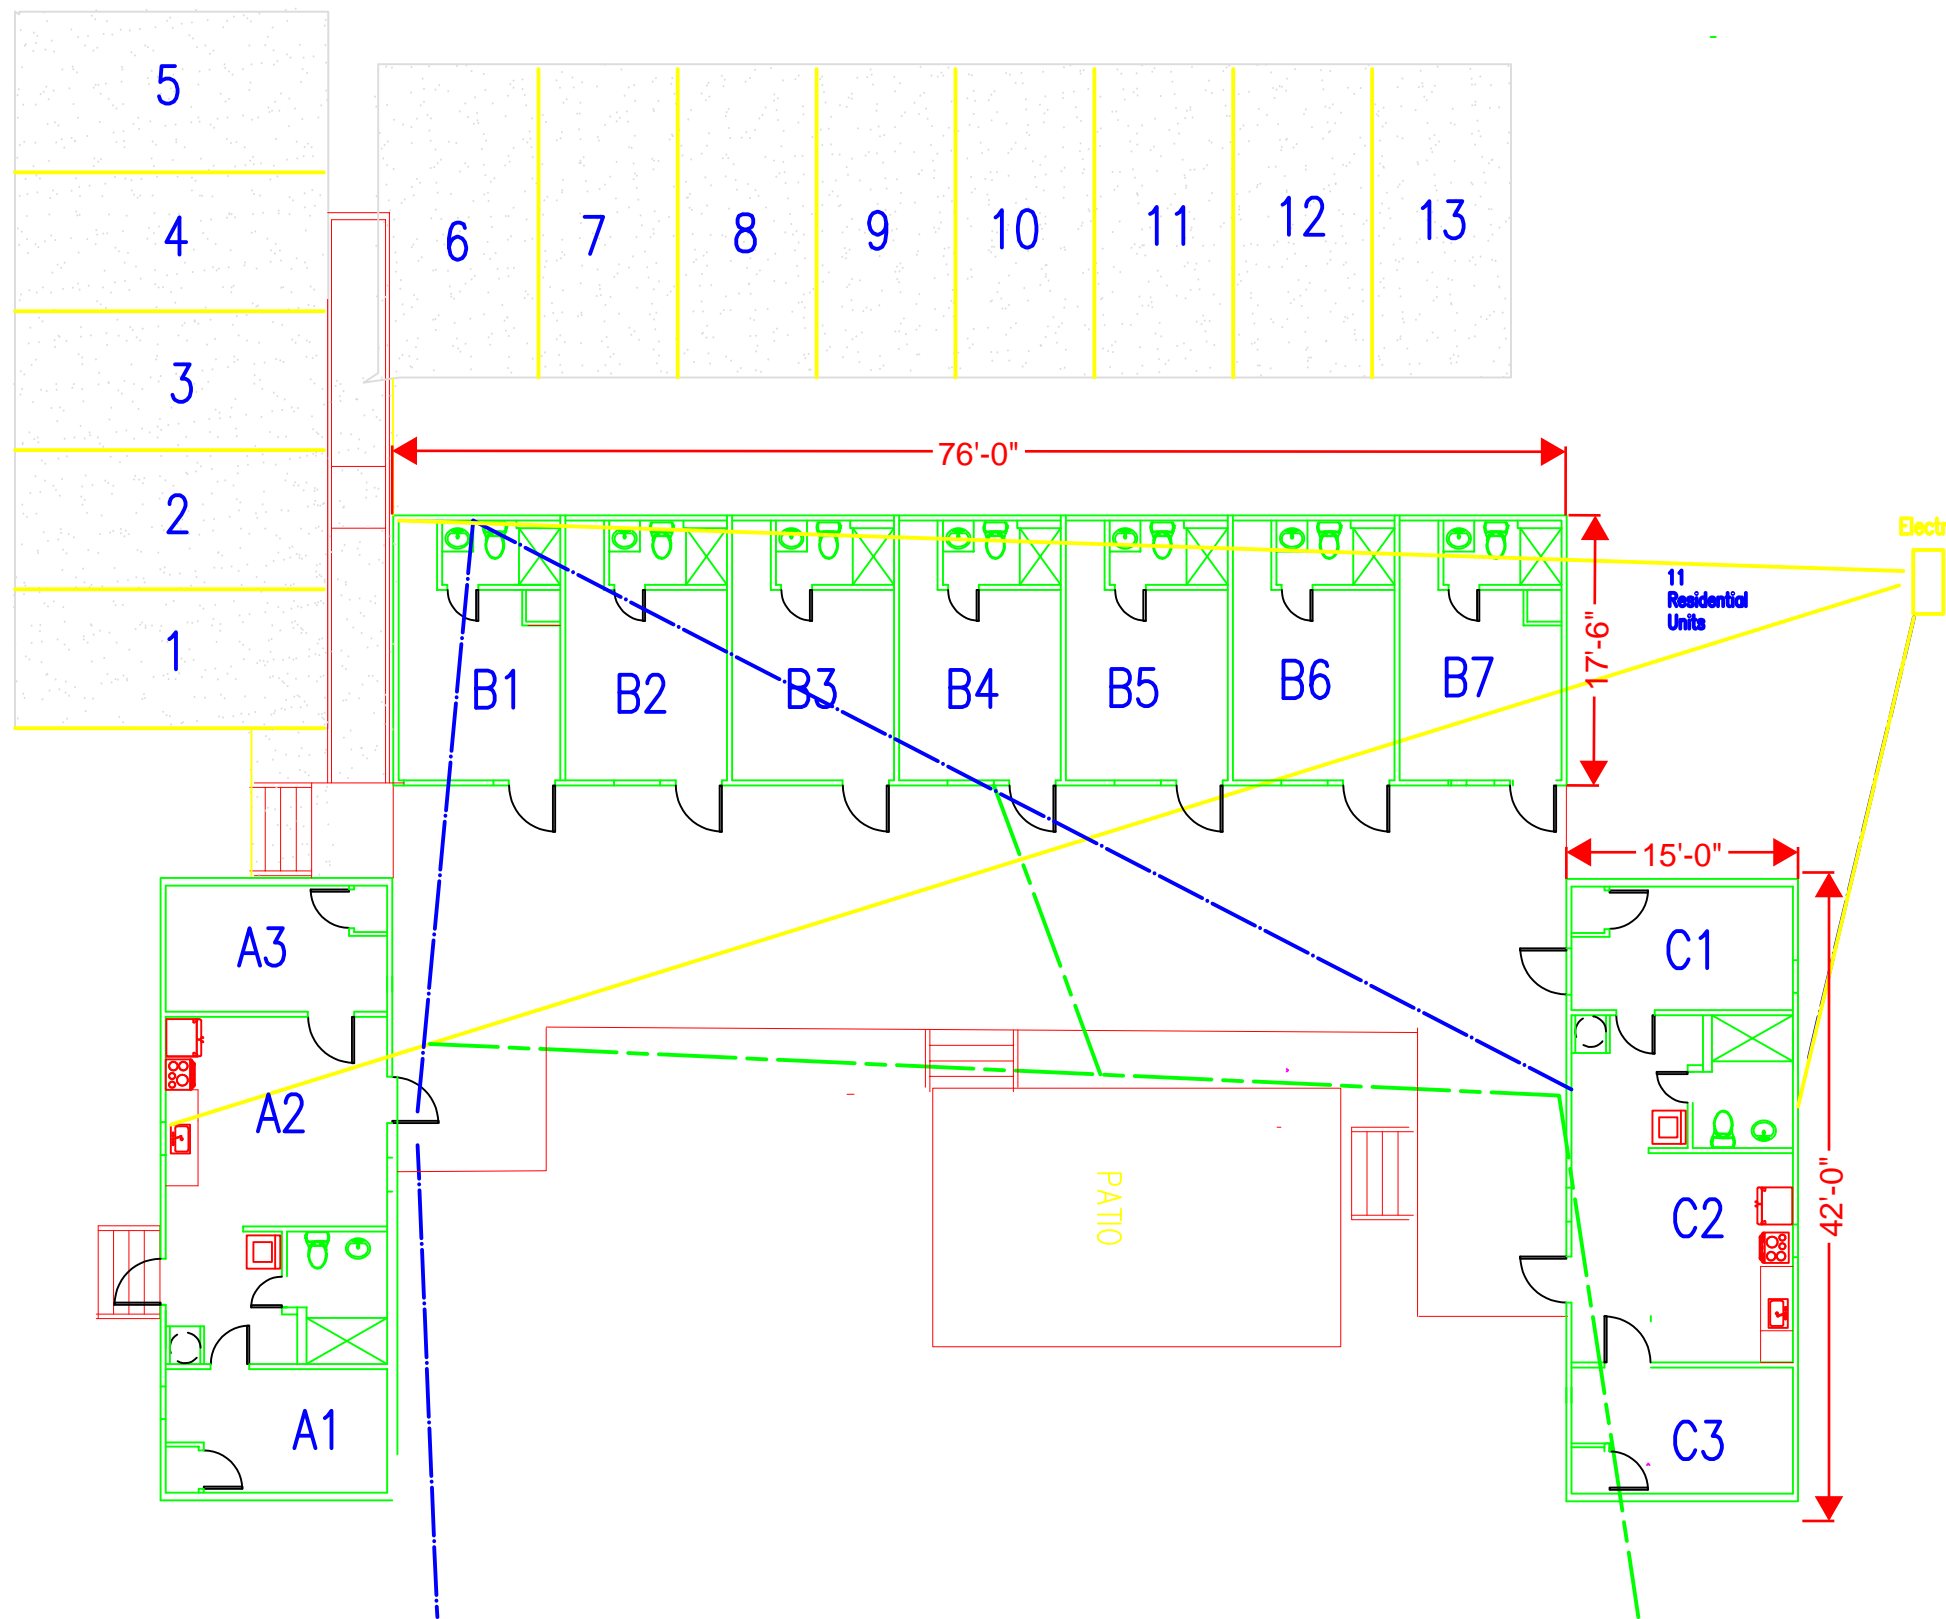 5
4
3
2
1
6
7
8
9
10
11
12
13
76'-0"
Elect
11
Residential
Units
17'-6"
B1
B2
B3
B4
B5
B6
B7
15'-0"
A3
A2
A1
PATIO
C1
C2
C3
42'-0"